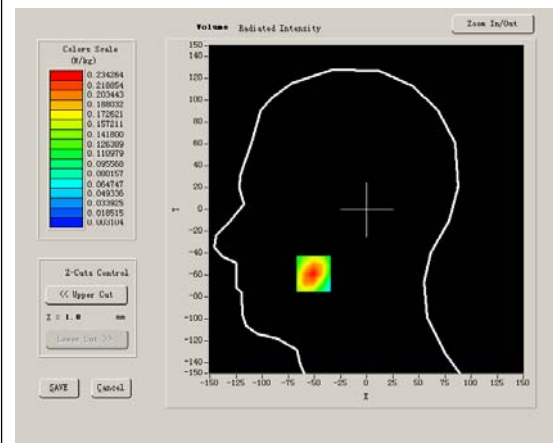 Volume Radiated Intensity
Zoom In/Out
Colors Scale
(W/kg)
0.234264
0.218854
0.203443
0.188032
0.172621
0.157211
0.141800
0.126389
0.110979
0.095568
0.080157
0.064747
0.049336
0.033925
0.018515
0.003104
Z-Cuts Control
<< Upper Cut
Z = 1.0 mm
Lower Cut >>
SAVE Cancel
150
140
120
100
80
60
40
20
Y 0
-20
-40
-60
-80
-100
-120
-140
-150
-150 -125 -100 -75 -50 -25 0 25 50 75 100 125 150
X